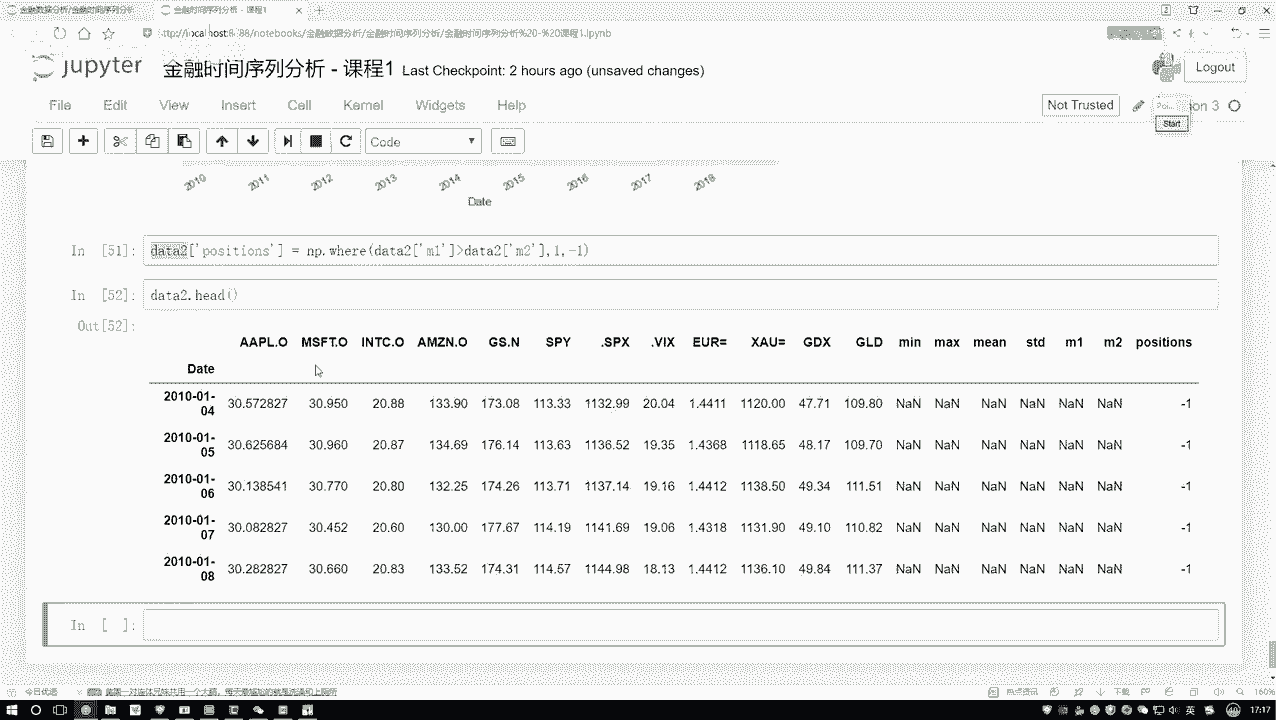 金融数据分析/金融时间序列分析
金融时间序列分析 - 课程1
localhost:8888/notebooks/金融数据分析/金融时间序列分析/金融时间序列分析%20-%20课程1.ipynb
jupyter 金融时间序列分析 - 课程1 Last Checkpoint: 2 hours ago (unsaved changes)
Logout
File Edit View Insert Cell Kernel Widgets Help
Not Trusted
Start
Code
2010 2011 2012 2013 2014 2015 2016 2017 2018
Date
In [51]: data2['positions'] = np.where(data2['m1']>data2['m2'],1,-1)
In [52]: data2.head()
Out[52]:
AAPL.O MSFT.O INTC.O AMZN.O GS.N SPY .SPX .VIX EUR= XAU= GDX GLD min max mean std m1 m2 positions
Date
2010-01-04 30.572827 30.950 20.88 133.90 173.08 113.33 1132.99 20.04 1.4411 1120.00 47.71 109.80 NaN NaN NaN NaN NaN NaN -1
2010-01-05 30.625684 30.960 20.87 134.69 176.14 113.63 1136.52 19.35 1.4368 1118.65 48.17 109.70 NaN NaN NaN NaN NaN NaN -1
2010-01-06 30.138541 30.770 20.80 132.25 174.26 113.71 1137.14 19.16 1.4412 1138.50 49.34 111.51 NaN NaN NaN NaN NaN NaN -1
2010-01-07 30.082827 30.452 20.60 130.00 177.67 114.19 1141.69 19.06 1.4318 1131.90 49.10 110.82 NaN NaN NaN NaN NaN NaN -1
2010-01-08 30.282827 30.660 20.83 133.52 174.31 114.57 1144.98 18.13 1.4412 1136.10 49.84 111.37 NaN NaN NaN NaN NaN NaN -1
In [ ]:
今日优选
热点资讯
下载
160%
英
17:17